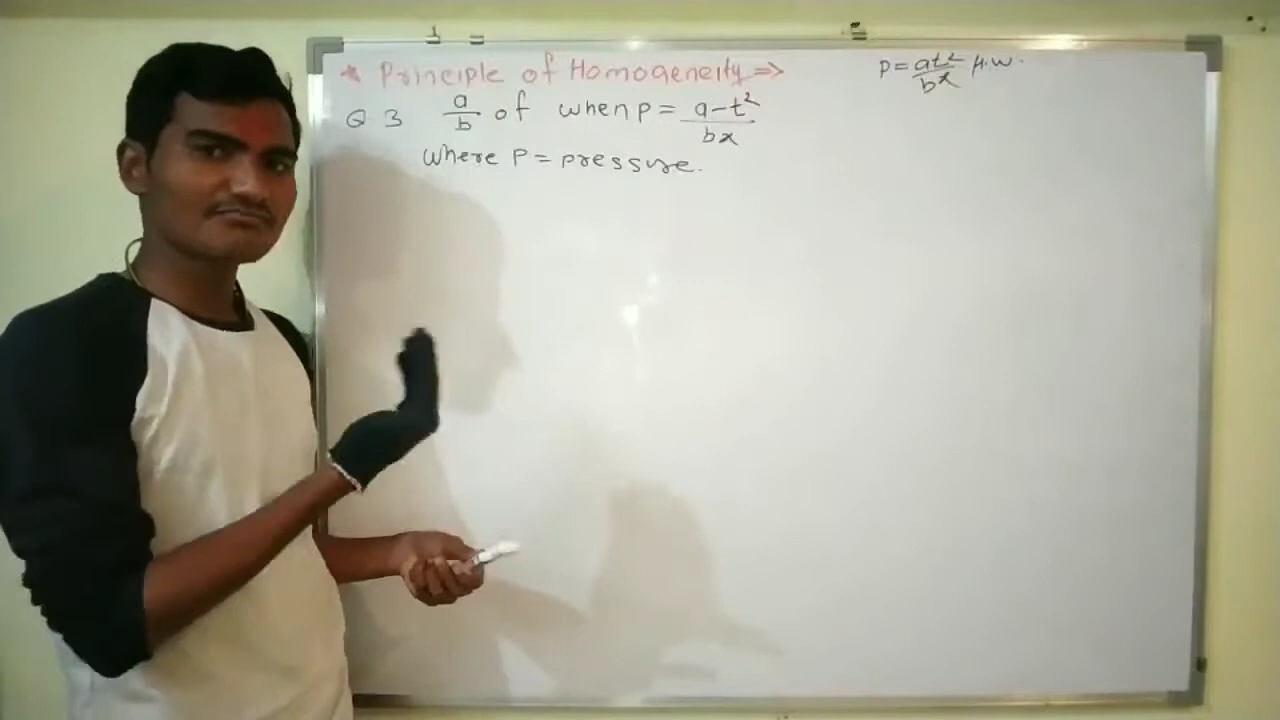 * Principle of Homogeneity ⇒
Q 3 a/b of when P = a-t²/bx
where P = pressure.
P = at²/bx H.W.